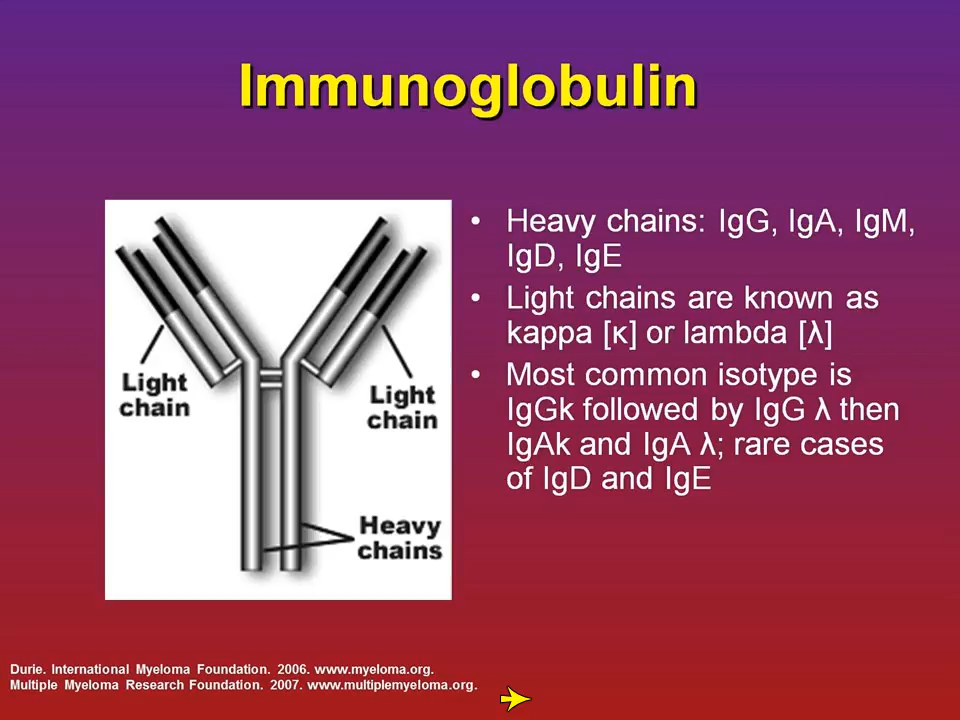 Immunoglobulin
Light
chain
Light
chain
Heavy
chains
• Heavy chains: IgG, IgA, IgM,
IgD, IgE
• Light chains are known as
kappa [κ] or lambda [λ]
• Most common isotype is
IgGk followed by IgG λ then
IgAk and IgA λ; rare cases
of IgD and IgE
Durie. International Myeloma Foundation. 2006. www.myeloma.org.
Multiple Myeloma Research Foundation. 2007. www.multiplemyeloma.org.